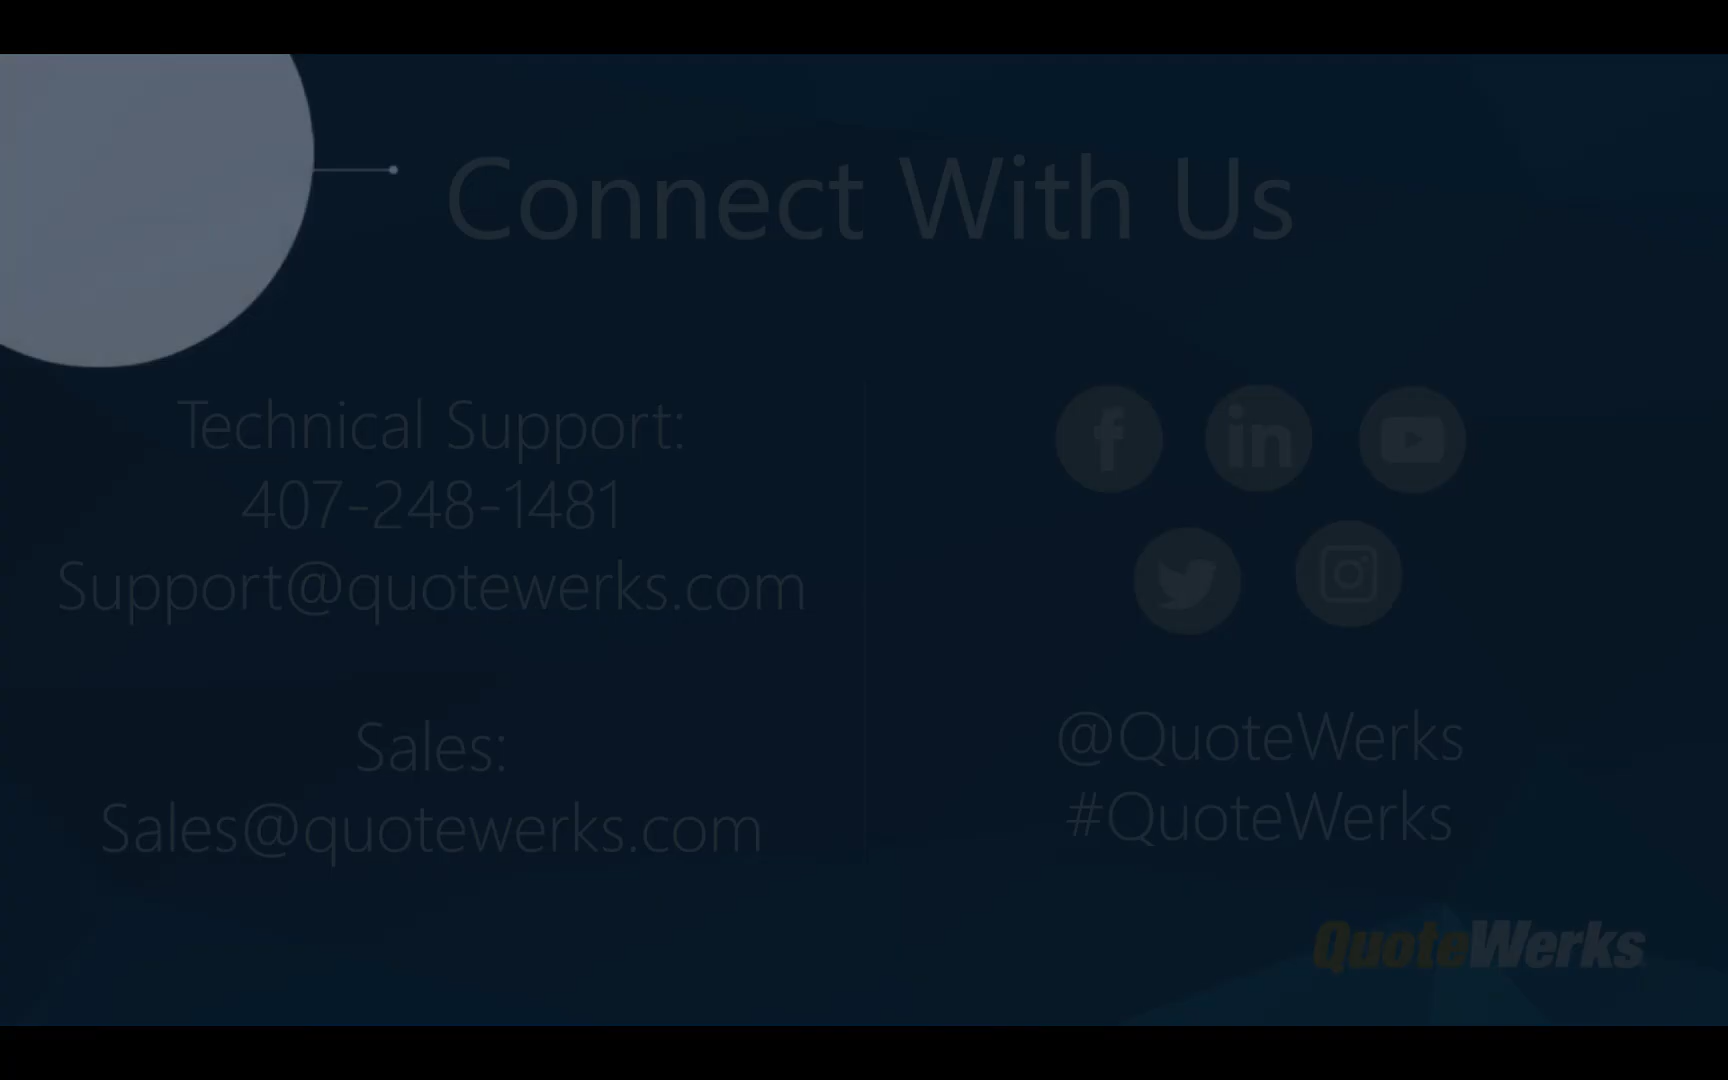 Connect With Us
Technical Support:
407-248-1481
Support@quotewerks.com
Sales:
Sales@quotewerks.com
@QuoteWerks
#QuoteWerks
QuoteWerks